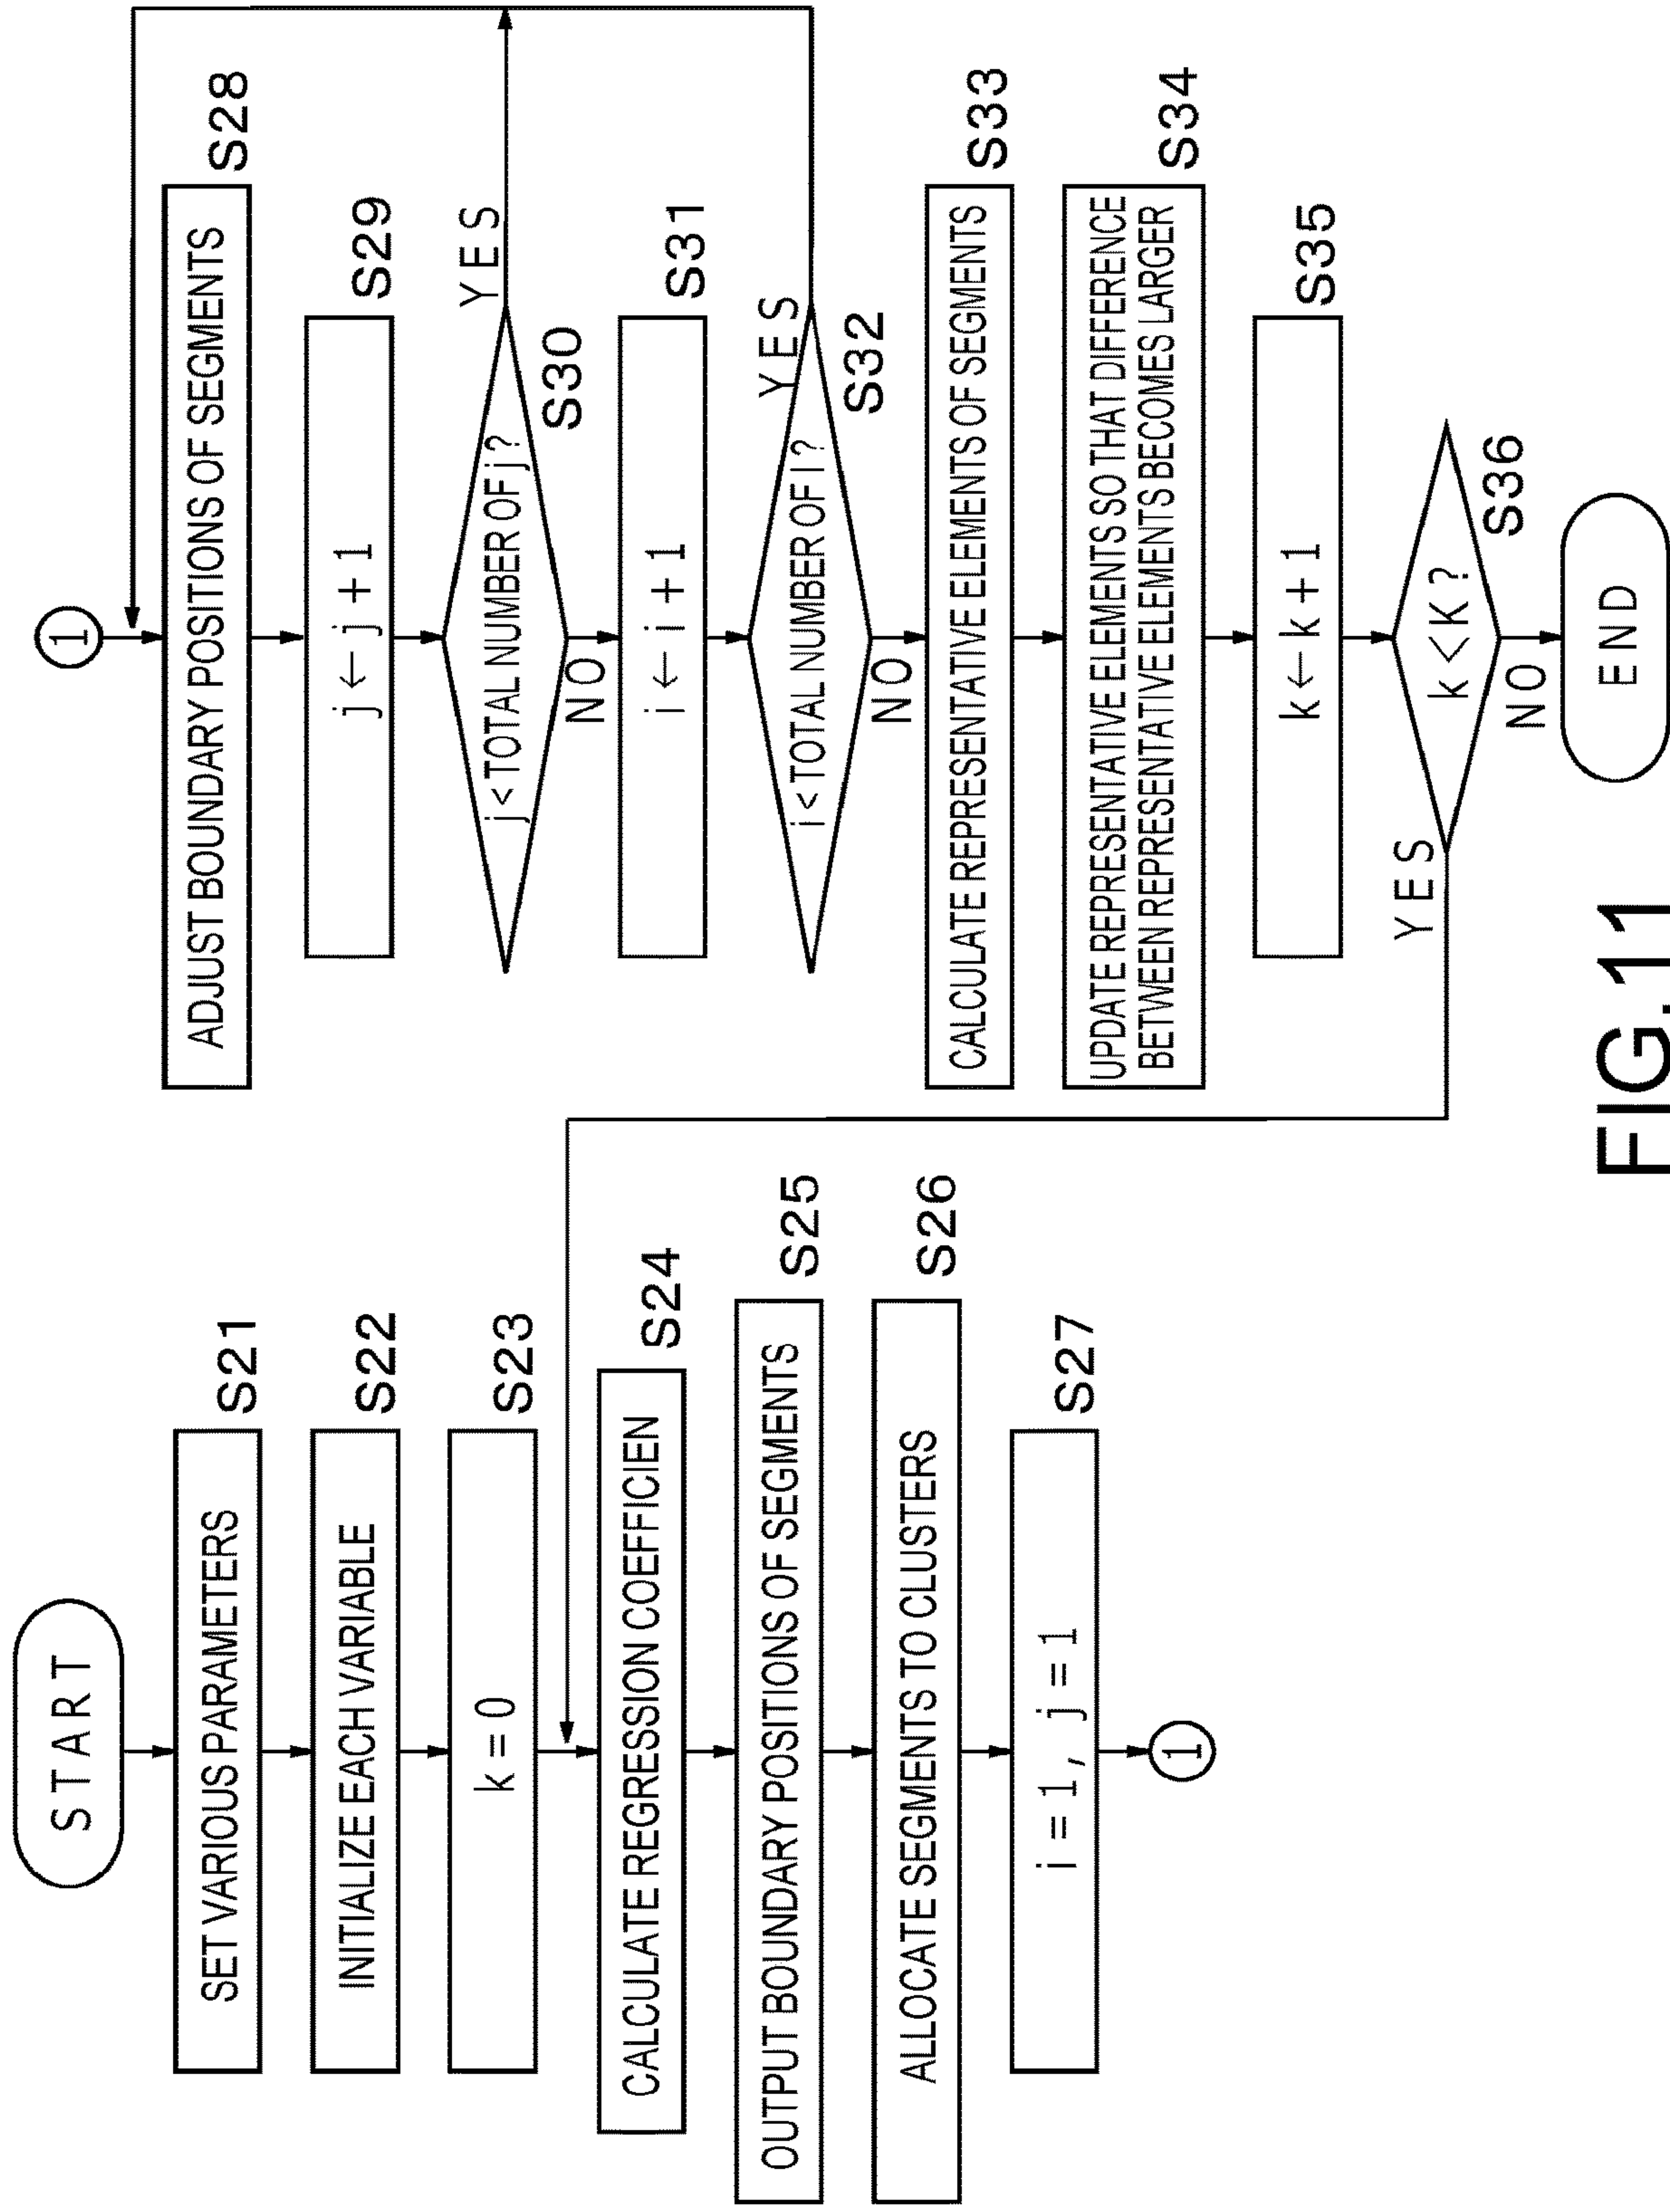 START
SET VARIOUS PARAMETERS
S21
INITIALIZE EACH VARIABLE
S22
k = 0
S23
CALCULATE REGRESSION COEFFICIEN
S24
OUTPUT BOUNDARY POSITIONS OF SEGMENTS
S25
ALLOCATE SEGMENTS TO CLUSTERS
S26
i = 1 , j = 1
S27
1
1
ADJUST BOUNDARY POSITIONS OF SEGMENTS
S28
j ← j + 1
S29
j < TOTAL NUMBER OF j ?
YES
S30
NO
i ← i + 1
S31
i < TOTAL NUMBER OF I ?
YES
S32
NO
CALCULATE REPRESENTATIVE ELEMENTS OF SEGMENTS
S33
UPDATE REPRESENTATIVE ELEMENTS SO THAT DIFFERENCE
BETWEEN REPRESENTATIVE ELEMENTS BECOMES LARGER
S34
k ← k + 1
S35
YES
k < K ?
S36
NO
END
FIG.11